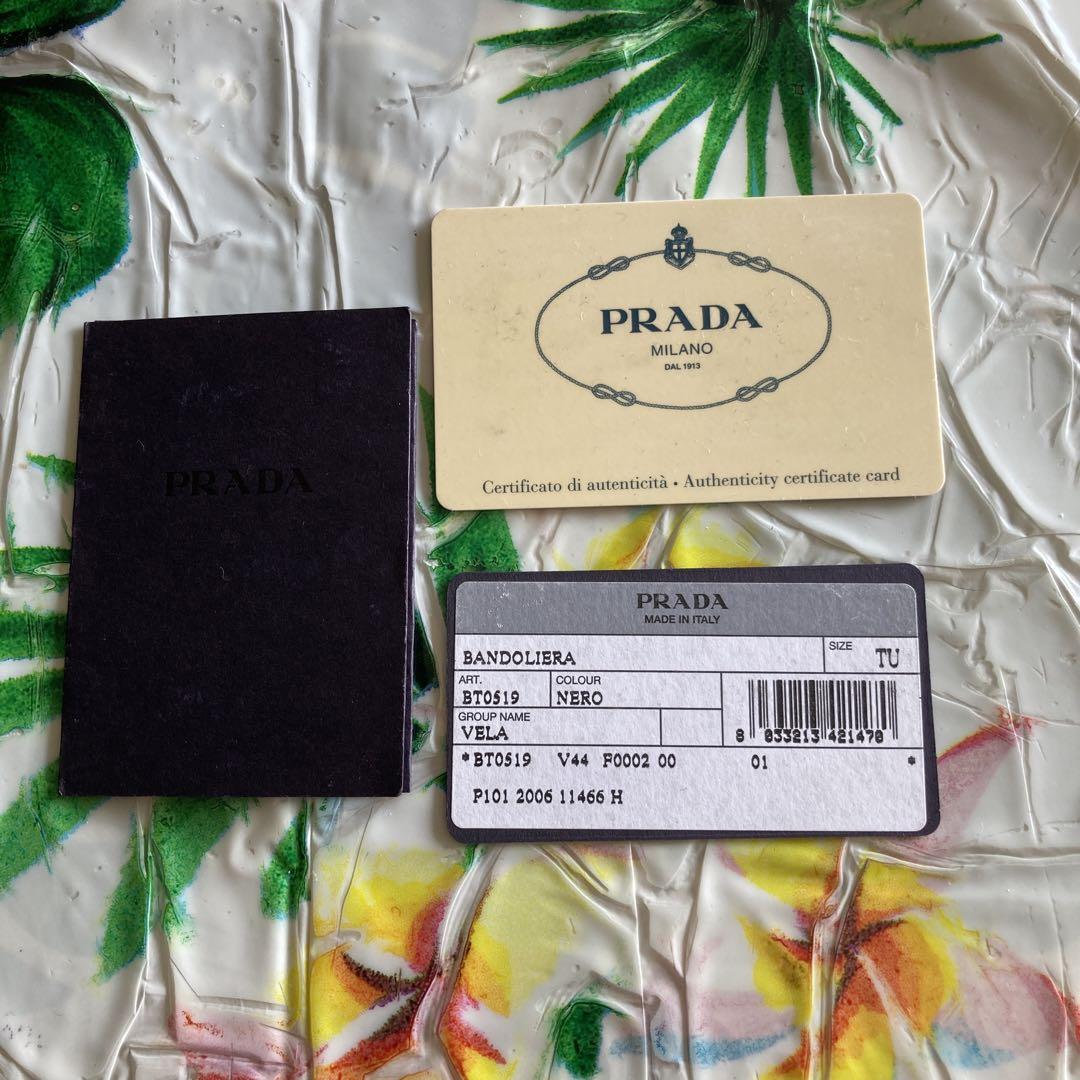 PRADA
PRADA
MILANO
DAL 1913
Certificato di autenticità • Authenticity certificate card
PRADA
MADE IN ITALY
BANDOLIERA
SIZE
TU
ART.
BT0519
COLOUR
NERO
GROUP NAME
VELA
8 033213 421470
*BT0519 V44 F0002 00 01 *
P101 2006 11466 H